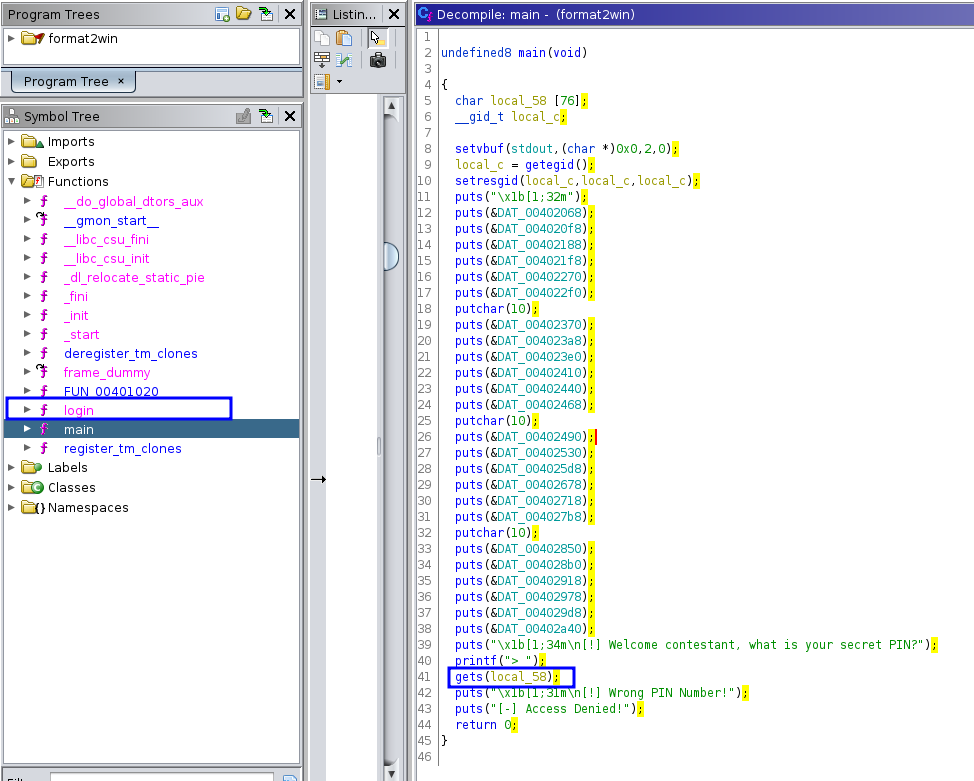 Program Trees
format2win
Program Tree ×
Symbol Tree
Imports
Exports
Functions
f __do_global_dtors_aux
f __gmon_start__
f __libc_csu_fini
f __libc_csu_init
f _dl_relocate_static_pie
f _fini
f _init
f _start
f deregister_tm_clones
f frame_dummy
f FUN_00401020
f login
f main
f register_tm_clones
Labels
Classes
Namespaces
Listin...
Decompile: main - (format2win)
1
2 undefined8 main(void)
3
4 {
5 char local_58 [76];
6 __gid_t local_c;
7
8 setvbuf(stdout,(char *)0x0,2,0);
9 local_c = getegid();
10 setresgid(local_c,local_c,local_c);
11 puts("\x1b[1;32m");
12 puts(&DAT_00402068);
13 puts(&DAT_004020f8);
14 puts(&DAT_00402188);
15 puts(&DAT_004021f8);
16 puts(&DAT_00402270);
17 puts(&DAT_004022f0);
18 putchar(10);
19 puts(&DAT_00402370);
20 puts(&DAT_004023a8);
21 puts(&DAT_004023e0);
22 puts(&DAT_00402410);
23 puts(&DAT_00402440);
24 puts(&DAT_00402468);
25 putchar(10);
26 puts(&DAT_00402490);
27 puts(&DAT_00402530);
28 puts(&DAT_004025d8);
29 puts(&DAT_00402678);
30 puts(&DAT_00402718);
31 puts(&DAT_004027b8);
32 putchar(10);
33 puts(&DAT_00402850);
34 puts(&DAT_004028b0);
35 puts(&DAT_00402918);
36 puts(&DAT_00402978);
37 puts(&DAT_004029d8);
38 puts(&DAT_00402a40);
39 puts("\x1b[1;34m\n[!] Welcome contestant, what is your secret PIN?");
40 printf("> ");
41 gets(local_58);
42 puts("\x1b[1;31m\n[!] Wrong PIN Number!");
43 puts("[-] Access Denied!");
44 return 0;
45 }
46